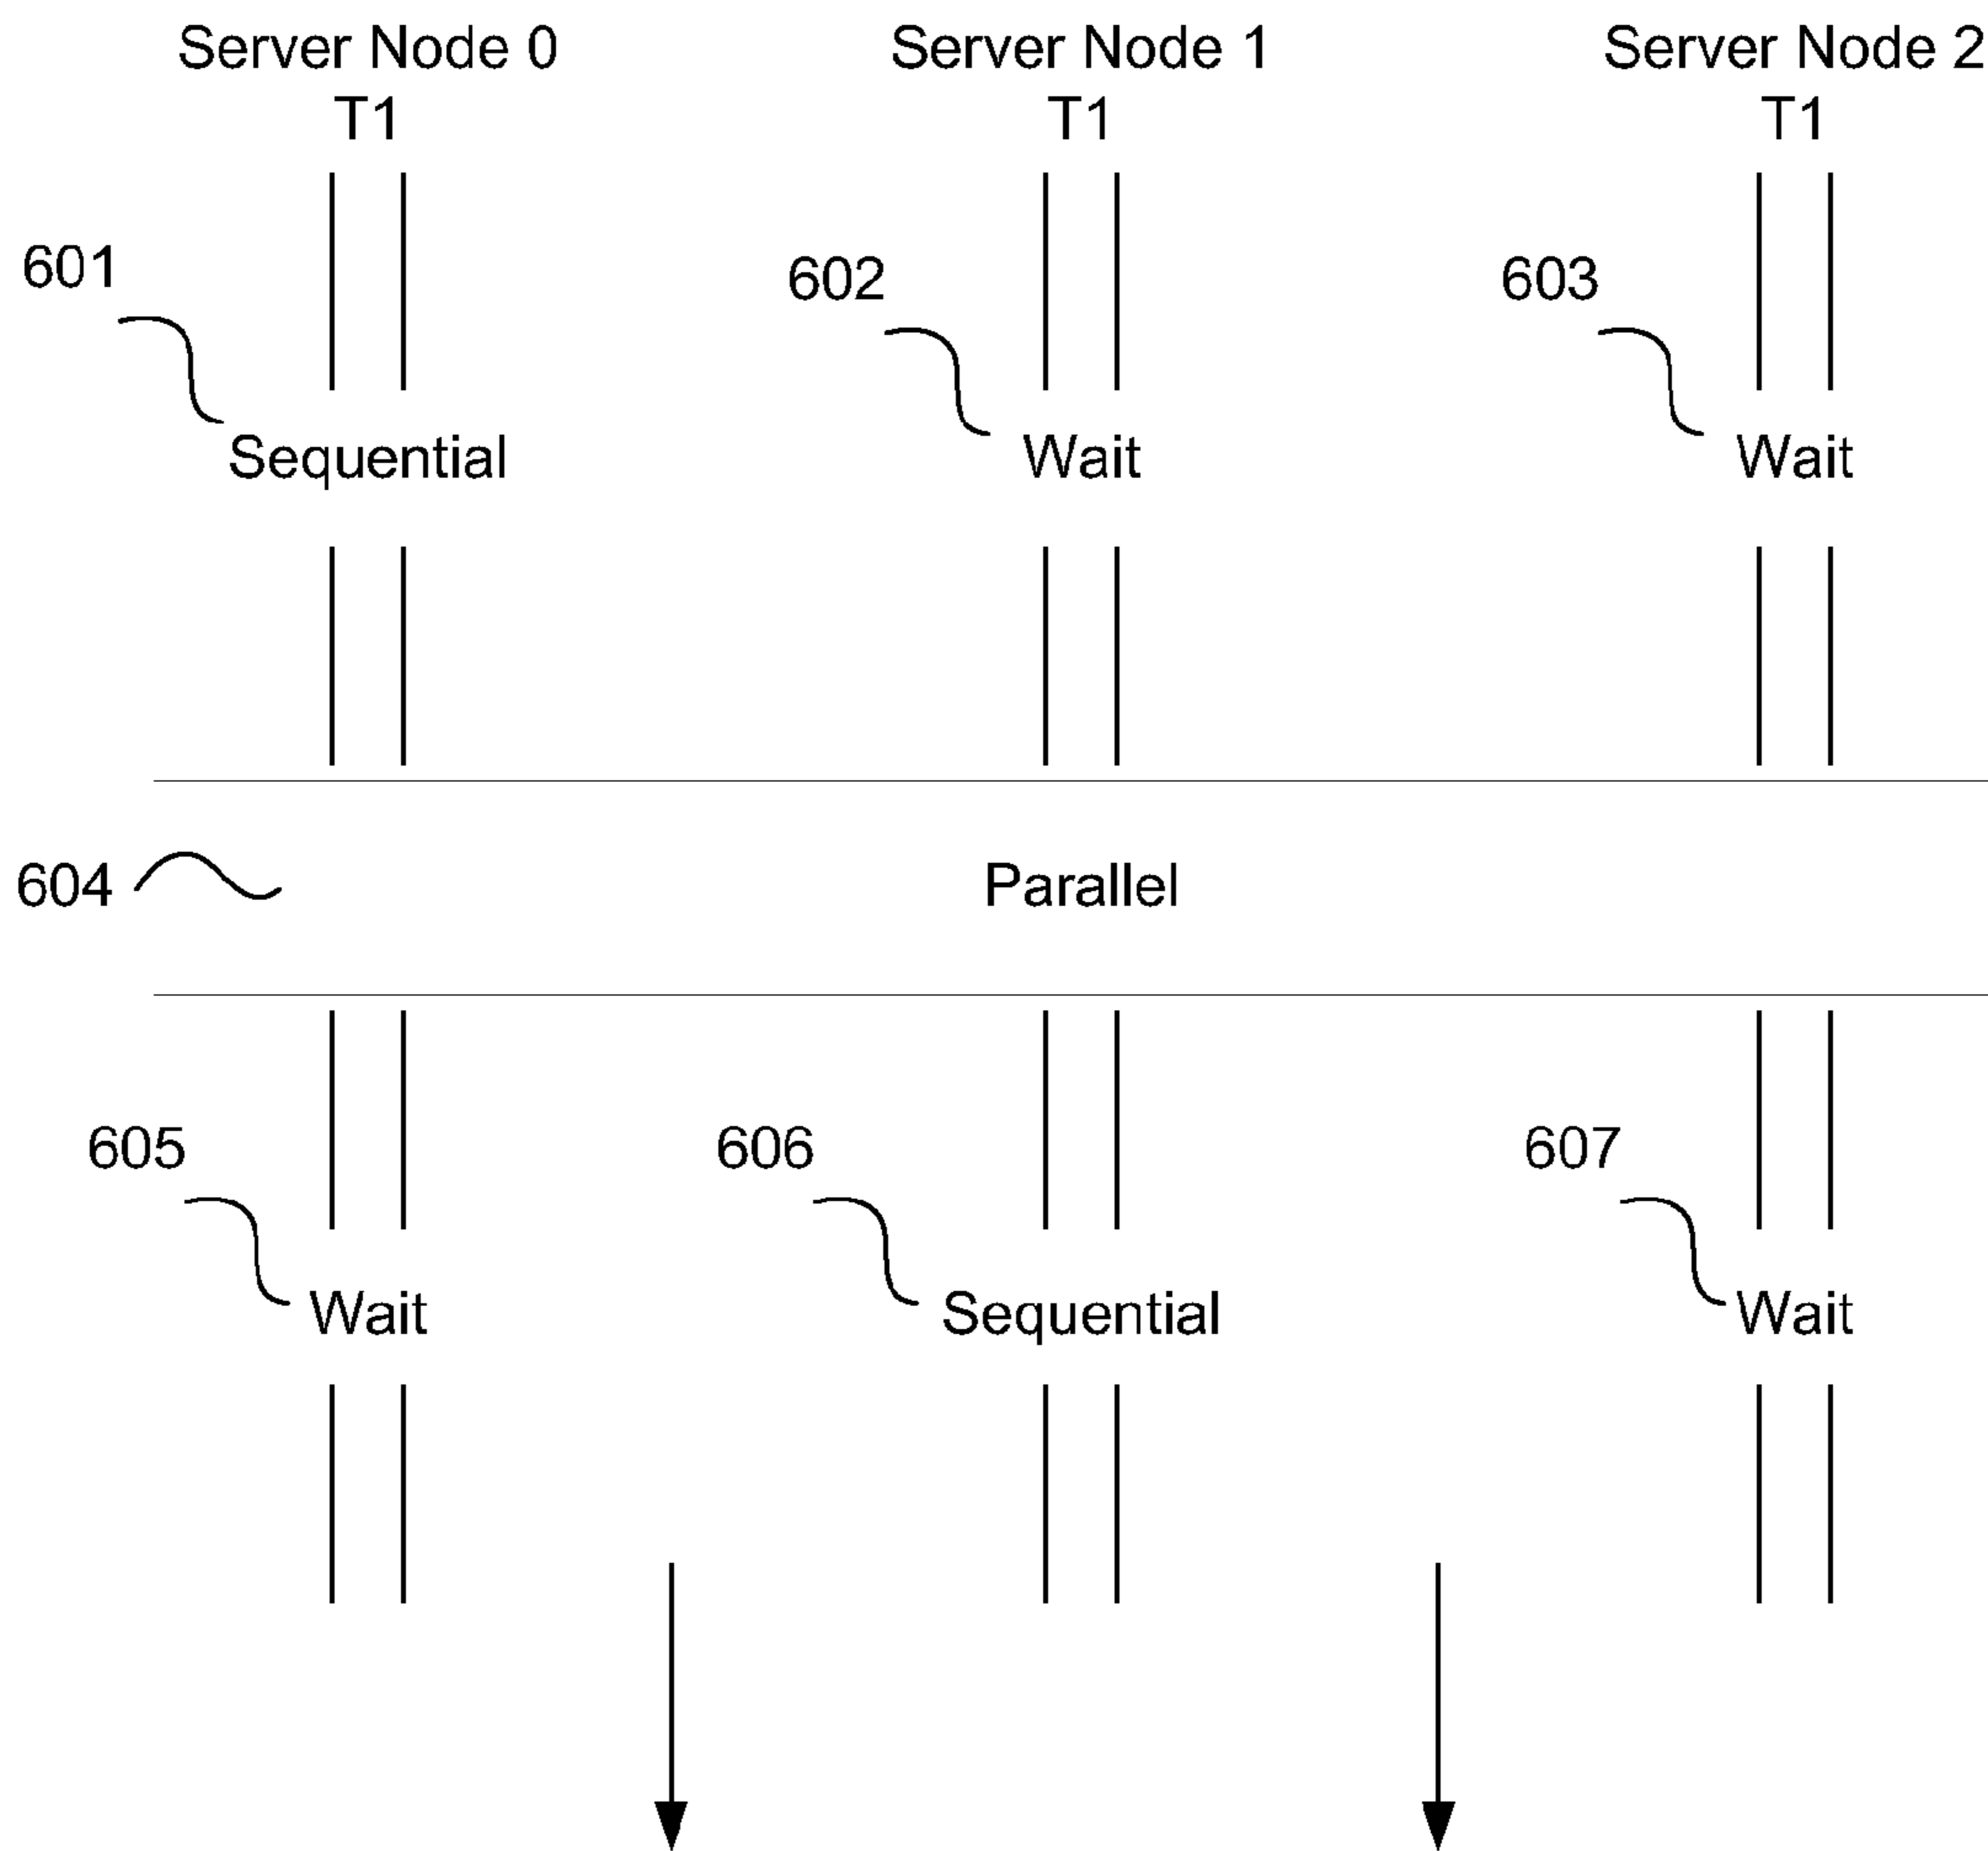 Server Node 0
Server Node 1
Server Node 2
T1
T1
T1
601
602
603
Sequential
Wait
Wait
604
Parallel
605
606
607
Wait
Sequential
Wait